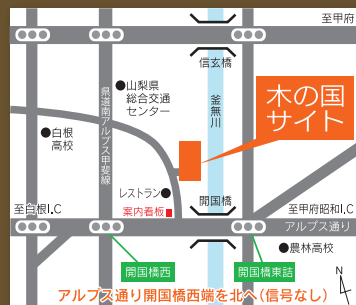 至甲府
信玄橋
山梨県
総合交通
センター
県道南アルプス甲斐線
釜無川
木の国
サイト
白根
高校
レストラン
案内看板
開国橋
至白根I.C
至甲府昭和I.C
アルプス通り
農林高校
開国橋西
開国橋東詰
N
アルプス通り開国橋西端を北へ(信号なし)